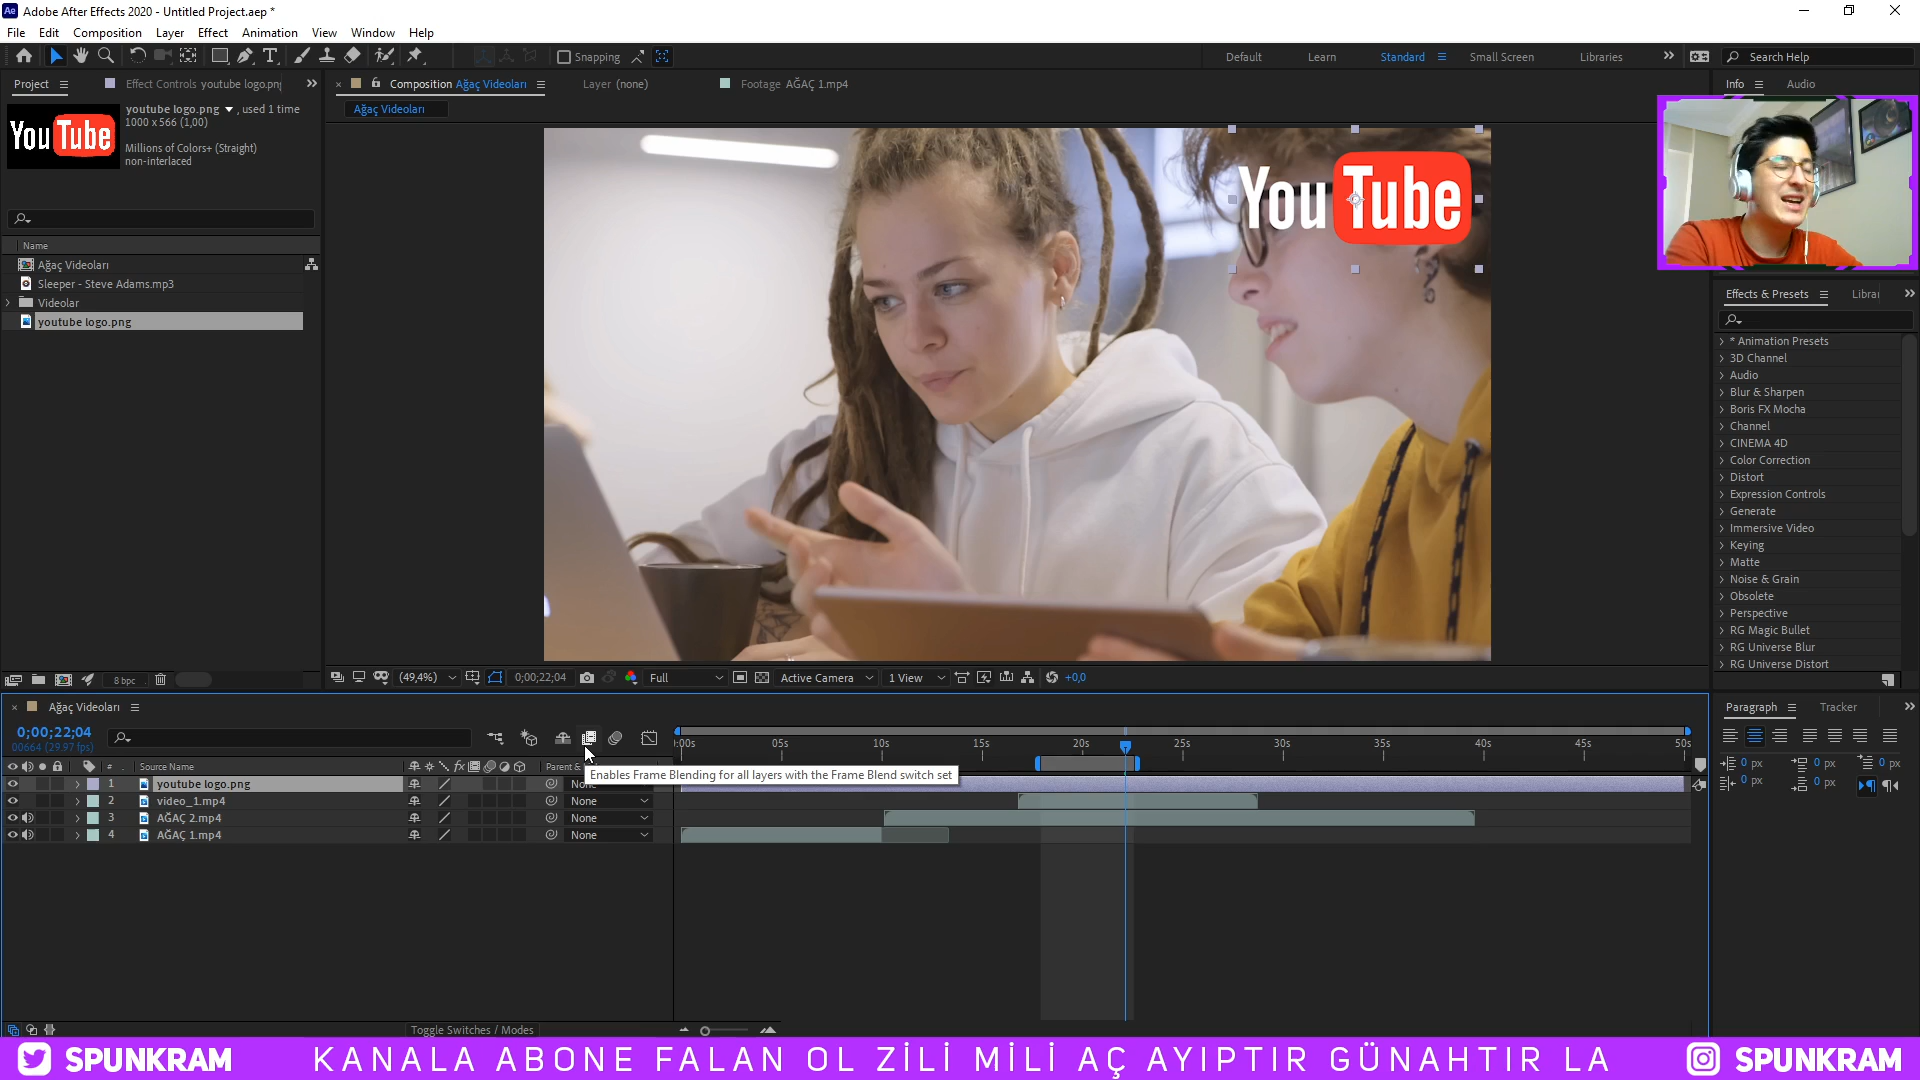 Adobe After Effects 2020 - Untitled Project.aep *
File Edit Composition Layer Effect Animation View Window Help
Snapping
Default Learn Standard Small Screen Libraries
Search Help
Project
Effect Controls youtube logo.pn
Composition Ağaç Videoları
Layer (none)
Footage AĞAÇ 1.mp4
Info Audio
youtube logo.png , used 1 time
1000 x 566 (1,00)
Millions of Colors+ (Straight)
non-interlaced
YouTube
Ağaç Videoları
YouTube
Name
Ağaç Videoları
Sleeper - Steve Adams.mp3
Videolar
youtube logo.png
Effects & Presets
Librai
* Animation Presets
3D Channel
Audio
Blur & Sharpen
Boris FX Mocha
Channel
CINEMA 4D
Color Correction
Distort
Expression Controls
Generate
Immersive Video
Keying
Matte
Noise & Grain
Obsolete
Perspective
RG Magic Bullet
RG Universe Blur
RG Universe Distort
8 bpc
(49,4%) 0;00;22;04 Full Active Camera 1 View +0,0
Ağaç Videoları
0;00;22;04
00664 (29.97 fps)
:00s 05s 10s 15s 20s 25s 30s 35s 40s 45s 50s
# Source Name Parent &
Enables Frame Blending for all layers with the Frame Blend switch set
1 youtube logo.png None
2 video_1.mp4 None
3 AĞAÇ 2.mp4 None
4 AĞAÇ 1.mp4 None
Toggle Switches / Modes
Paragraph Tracker
0 px 0 px 0 px
0 px 0 px
SPUNKRAM KANALA ABONE FALAN OL ZİLİ MİLİ AÇ AYIPTIR GÜNAHTIR LA SPUNKRAM